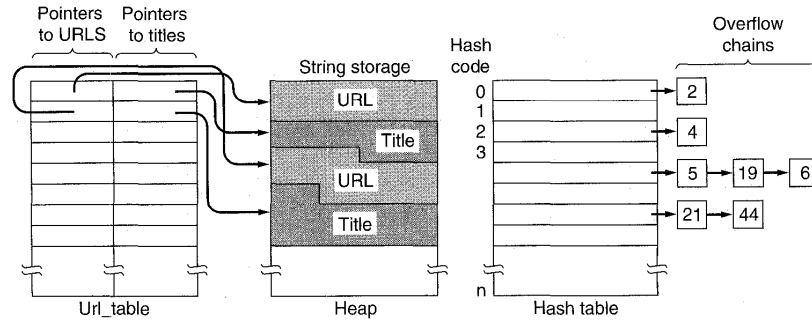 Pointers
to URLS
Pointers
to titles
String storage
Hash
code
Overflow
chains
URL
Title
URL
Title
0
1
2
3
n
2
4
5
19
6
21
44
Url_table
Heap
Hash table